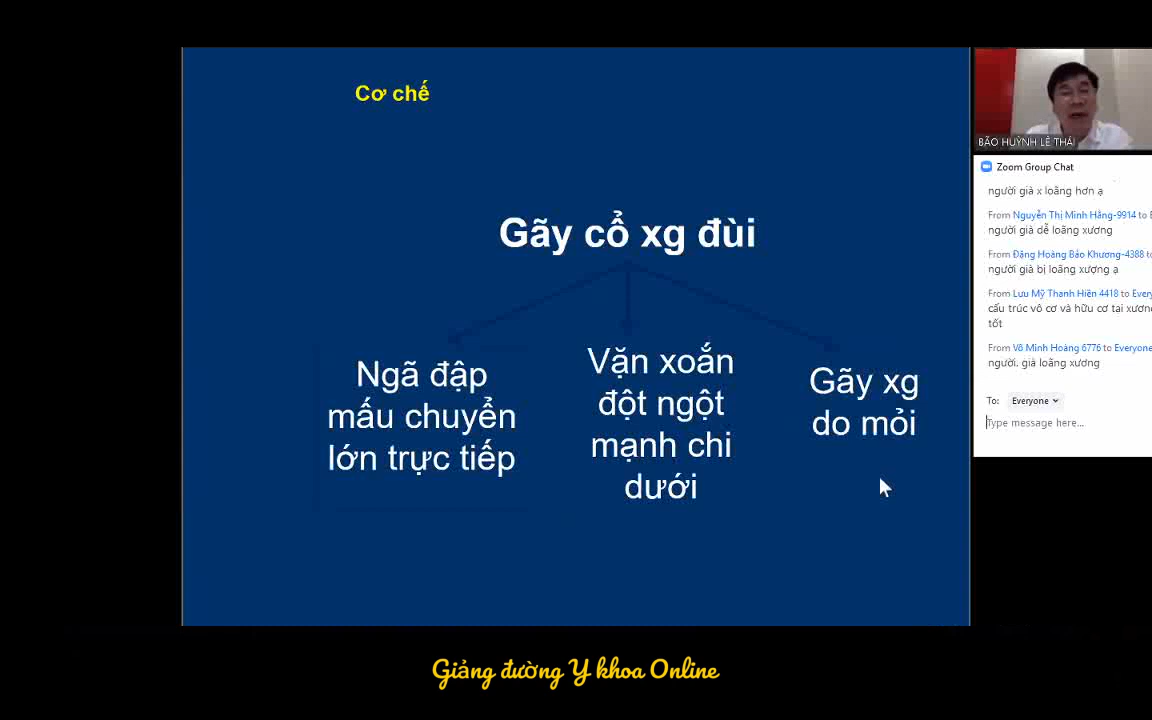 Cơ chế
Gãy cổ xg đùi
Ngã đập
mấu chuyển
lớn trực tiếp
Vặn xoắn
đột ngột
mạnh chi
dưới
Gãy xg
do mỏi
BẢO HUỲNH LÊ THÁI
Zoom Group Chat
người già x loãng hơn ạ
From Nguyễn Thị Minh Hằng-9914 to E
người già dễ loãng xương
From Đặng Hoàng Bảo Khương-4388 to
người già bị loãng xượng ạ
From Lưu Mỹ Thanh Hiền 4418 to Every
cấu trúc vô cơ và hữu cơ tại xương
tốt
From Võ Minh Hoàng 6776 to Everyone
người. già loãng xương
To: Everyone
Type message here...
Giảng đường Y khoa Online